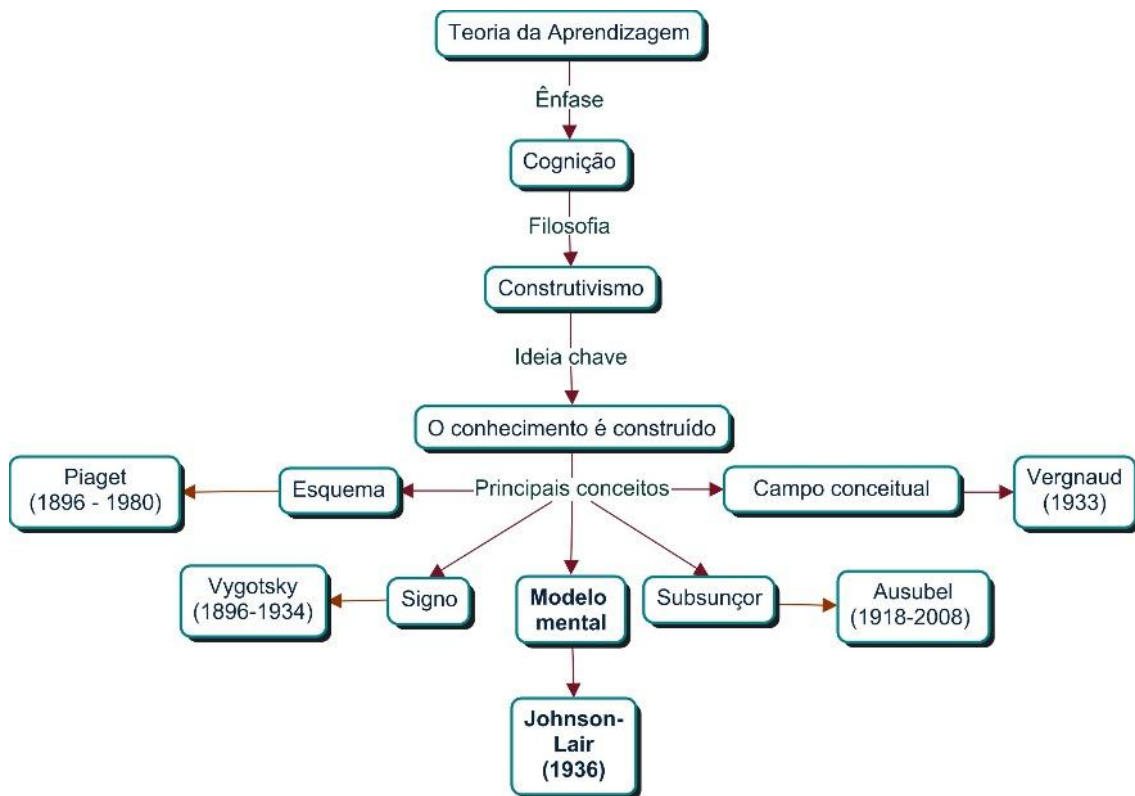 Teoria da Aprendizagem
Ênfase
Cognição
Filosofia
Construtivismo
Ideia chave
O conhecimento é construído
Piaget
(1896 - 1980)
Esquema
Principais conceitos
Campo conceitual
Vergnaud
(1933)
Vygotsky
(1896-1934)
Signo
Modelo
mental
Subsunçor
Ausubel
(1918-2008)
Johnson-
Lair
(1936)